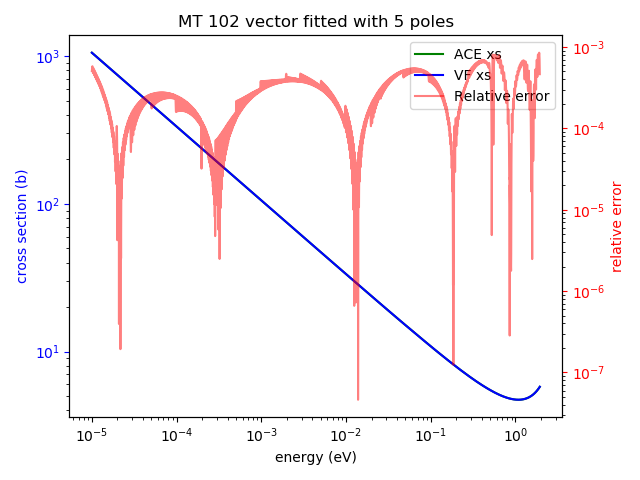 MT 102 vector fitted with 5 poles
10³
10²
10¹
cross section (b)
ACE xs
VF xs
Relative error
10⁻³
10⁻⁴
10⁻⁵
10⁻⁶
10⁻⁷
relative error
10⁻⁵ 10⁻⁴ 10⁻³ 10⁻² 10⁻¹ 10⁰
energy (eV)